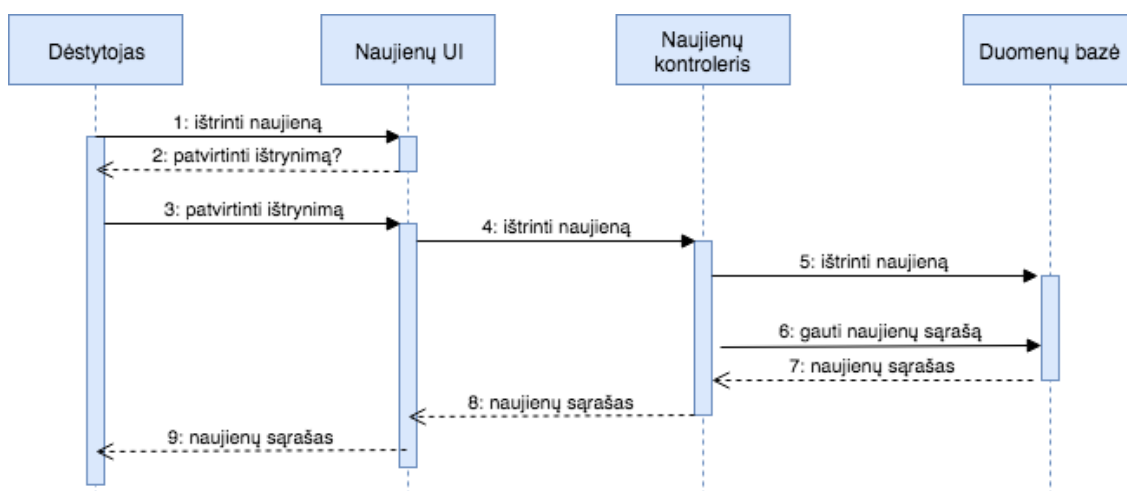 Dėstytojas
Naujienų UI
Naujienų
kontroleris
Duomenų bazė
1: ištrinti naujieną
2: patvirtinti ištrynimą?
3: patvirtinti ištrynimą
4: ištrinti naujieną
5: ištrinti naujieną
6: gauti naujienų sąrašą
7: naujienų sąrašas
8: naujienų sąrašas
9: naujienų sąrašas